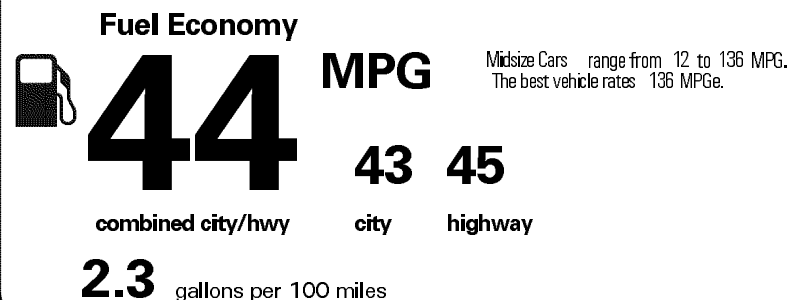 Fuel Economy
44 MPG
Midsize Cars range from 12 to 136 MPG.
The best vehicle rates 136 MPGe.
43 45
combined city/hwy city highway
2.3 gallons per 100 miles